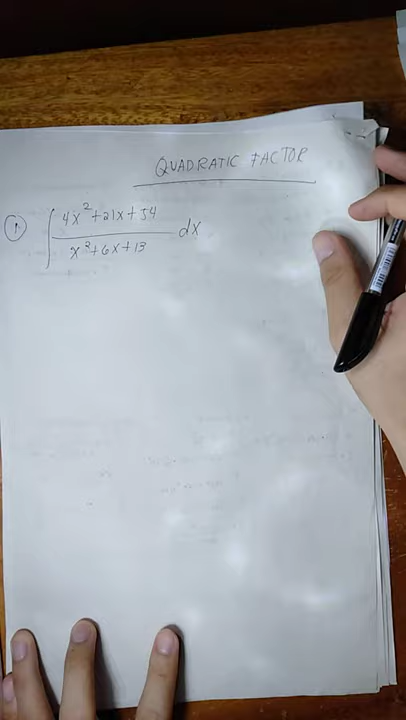 QUADRATIC FACTOR
① ∫ 4x²+21x+54 / x²+6x+13 dx